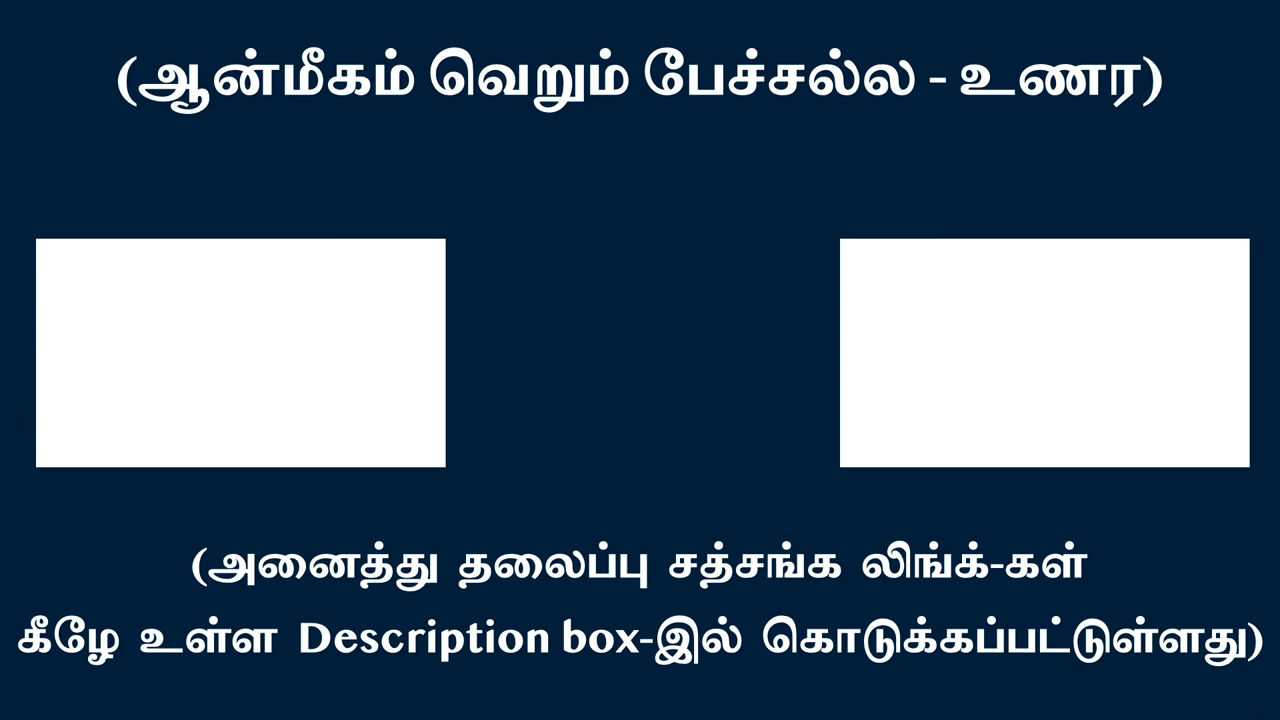 (ஆன்மீகம் வெறும் பேச்சல்ல - உணர)
(அனைத்து தலைப்பு சத்சங்க லிங்க்-கள்
கீழே உள்ள Description box-இல் கொடுக்கப்பட்டுள்ளது)